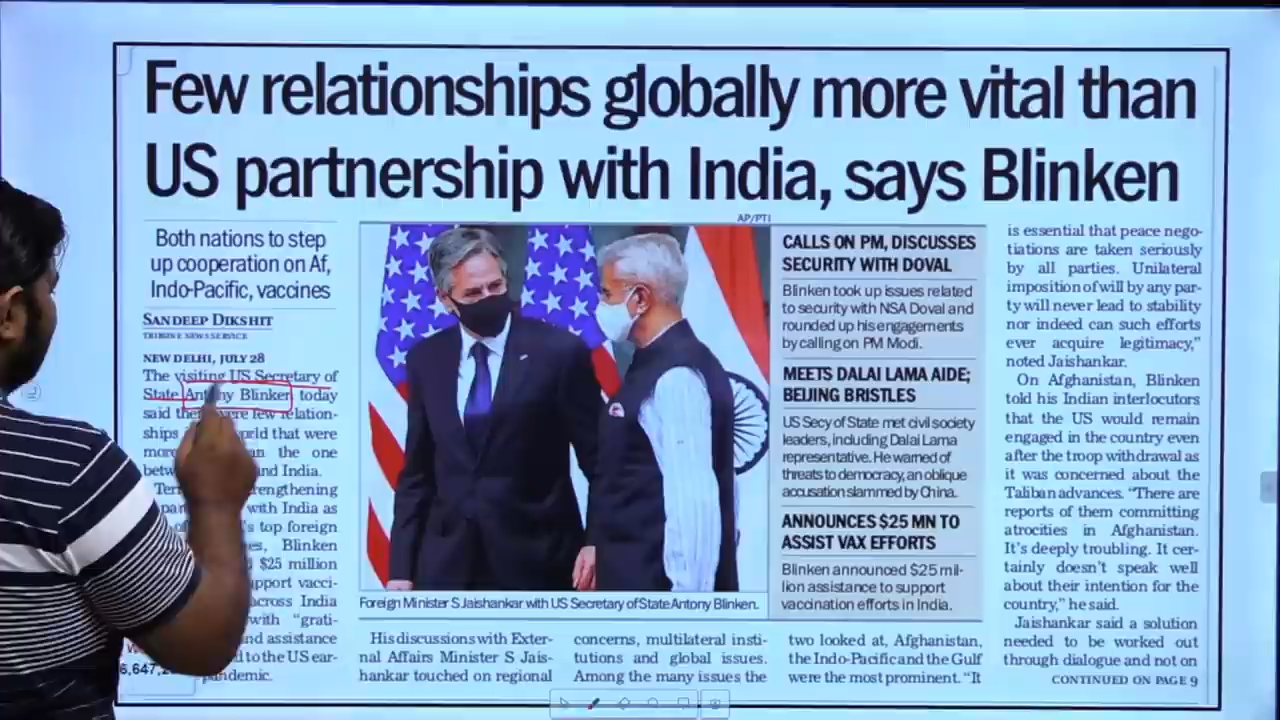 Few relationships globally more vital than
US partnership with India, says Blinken
Both nations to step
up cooperation on Af,
Indo-Pacific, vaccines
SANDEEP DIKSHIT
TRIBUNE NEWS SERVICE
NEW DELHI, JULY 28
The visiting US Secretary of
State Antony Blinken today
said were few relation-
ships that were
more the one
and India.
with India as
top foreign
Blinken
$25 million
vacci-
across India
with “grati-
assistance
to the US ear-
pandemic.
AP/PTI
Foreign Minister S Jaishankar with US Secretary of State Antony Blinken.
His discussions with Exter-
nal Affairs Minister S Jais-
hankar touched on regional
concerns, multilateral insti-
tutions and global issues.
Among the many issues the
two looked at, Afghanistan,
the Indo-Pacific and the Gulf
were the most prominent. “It
CALLS ON PM, DISCUSSES
SECURITY WITH DOVAL
Blinken took up issues related
to security with NSA Doval and
rounded up his engagements
by calling on PM Modi.
MEETS DALAI LAMA AIDE;
BEIJING BRISTLES
US Secy of State met civil society
leaders, including Dalai Lama
representative. He warned of
threats to democracy, an oblique
accusation slammed by China.
ANNOUNCES $25 MN TO
ASSIST VAX EFFORTS
Blinken announced $25 mil-
lion assistance to support
vaccination efforts in India.
is essential that peace nego-
tiations are taken seriously
by all parties. Unilateral
imposition of will by any par-
ty will never lead to stability
nor indeed can such efforts
ever acquire legitimacy,”
noted Jaishankar.
On Afghanistan, Blinken
told his Indian interlocutors
that the US would remain
engaged in the country even
after the troop withdrawal as
it was concerned about the
Taliban advances. “There are
reports of them committing
atrocities in Afghanistan.
It’s deeply troubling. It cer-
tainly doesn’t speak well
about their intention for the
country,” he said.
Jaishankar said a solution
needed to be worked out
through dialogue and not on
CONTINUED ON PAGE 9